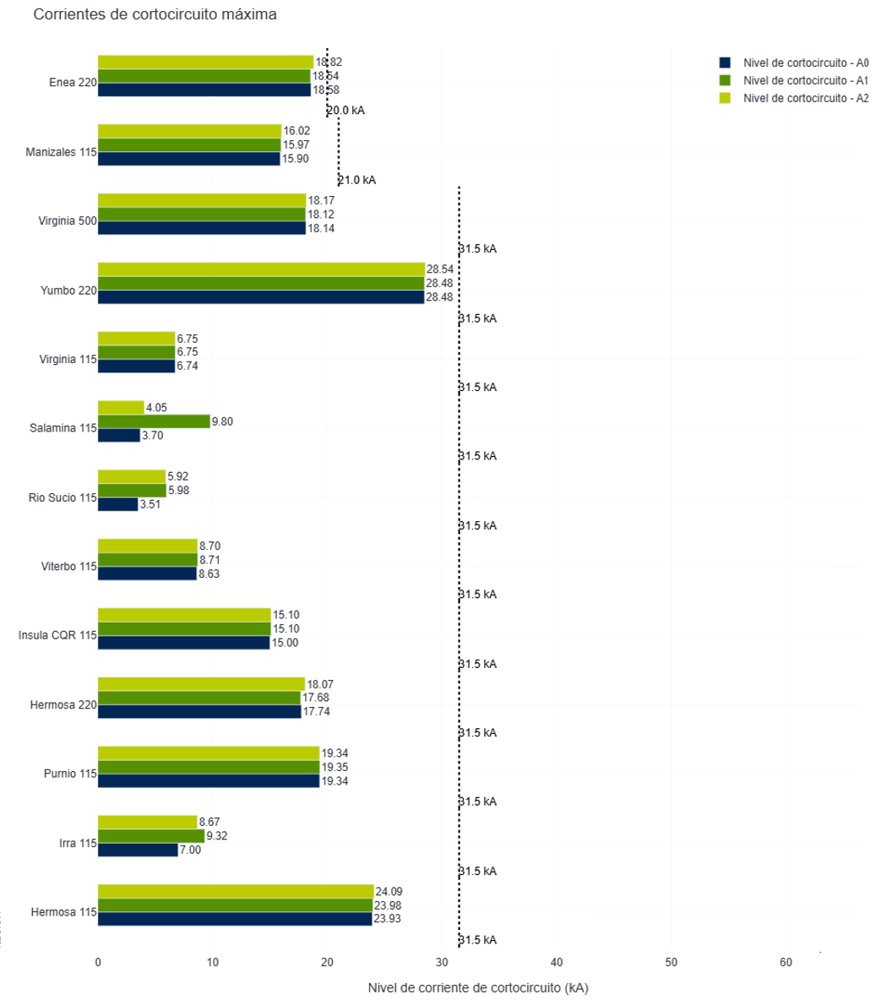 Corrientes de cortocircuito máxima
Nivel de cortocircuito - A0
Nivel de cortocircuito - A1
Nivel de cortocircuito - A2
18.82
Enea 220
18.54
18.58
20.0 kA
16.02
Manizales 115
15.97
15.90
21.0 kA
18.17
Virginia 500
18.12
18.14
31.5 kA
28.54
Yumbo 220
28.48
28.48
31.5 kA
6.75
Virginia 115
6.75
6.74
31.5 kA
4.05
Salamina 115
9.80
3.70
31.5 kA
5.92
Rio Sucio 115
5.98
3.51
31.5 kA
8.70
Viterbo 115
8.71
8.63
31.5 kA
15.10
Insula CQR 115
15.10
15.00
31.5 kA
18.07
Hermosa 220
17.68
17.74
31.5 kA
19.34
Purnio 115
19.35
19.34
31.5 kA
8.67
Irra 115
9.32
7.00
31.5 kA
24.09
Hermosa 115
23.98
23.93
31.5 kA
0 10 20 30 40 50 60
Nivel de corriente de cortocircuito (kA)